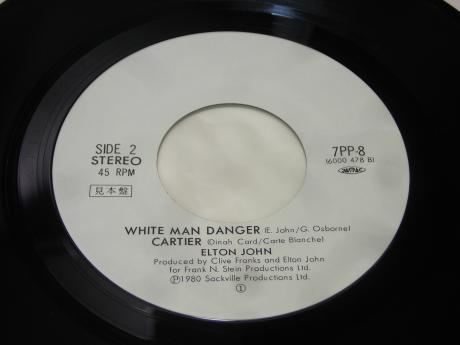 SIDE 2
STEREO
45 RPM
見本盤
7PP-8
(6000 478 B)
WHITE MAN DANGER (E. John/G. Osborne)
CARTIER (Dinah Card/Carte Blanche)
ELTON JOHN
Produced by Clive Franks and Elton John
for Frank N. Stein Productions Ltd.
Ⓟ1980 Sackville Productions Ltd.
①